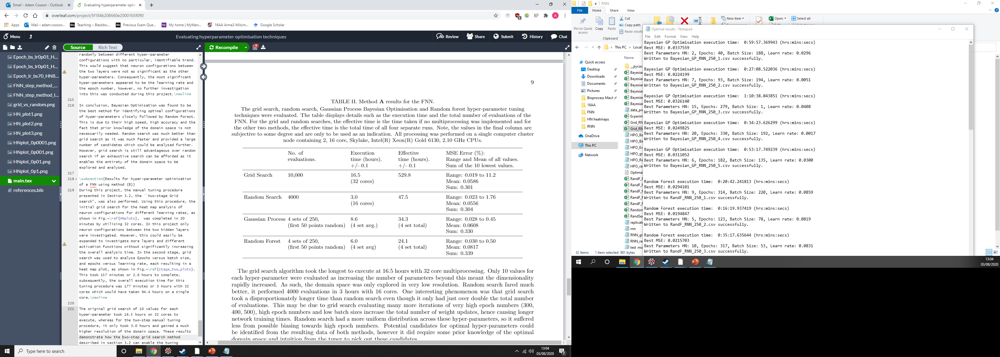 Email - Adam Coxson - Outlook
Evaluating hyperparameter optim
overleaf.com/project/5f184b208660e2000165f090
Apps
Mail – adam.coxson...
Teaching – Blackbo...
Previous Exam Que...
My home | MyMan...
16AA Arma3 Milsim...
Google Scholar
Menu
Evaluating hyperparameter optimisation techniques
Review
Share
Submit
History
Chat
Source
Rich Text
Recompile
Epoch_bs_lr0p01_H...
Epoch_bs_lr0p01_H...
Epoch_lr_bs70_HN8...
FNN_step_method_...
FNN_step_method_l...
grid_vs_random.png
HN_plot1.png
HN_plot2.png
HN_plot3.png
HNplot_0p0001.png
HNplot_0p001.png
HNplot_0p01.png
HNplot_0p1.png
main.tex
references.bib
randomly between different hyper-parameter
configurations with no particular, identifiable trend.
This would suggest that neuron configurations between
the two layers were not as significant as the other
hyper-parameters. Consequently, the most significant
hyper-parameters appeared to be the learning rate and
the epoch number, however, no further investigation
into this was conducted during this project.\newline
215
216 In conclusion, Bayesian Optimisation was found to be
the best method for identifying optimal configurations
of hyper-parameters closely followed by Random forest.
This is due to their high speed, high accuracy and the
fact that prior knowledge of the domain space is not
necessarily needed. Random search was much better than
grid search as it was much faster and provided a large
number of candidates which could be analysed further.
However, grid search is still advantageous over random
search if an exhaustive search can be afforded as it
enables the entirety of the domain space to be
explored and analysed.
217
218 \subsection{Results for hyper-parameter optimisation
of a FNN using method (B)}
219 During this project, the manual tuning procedure
presented in Section 3.2, the ``two-stage Grid
search", was also performed. Using this procedure, the
initial grid search for the heat map analysis of
neuron configurations for different learning rates, as
shown in Fig.~\ref{HNplots}, was completed in 20
minutes by utilising 32 cores. In this project only
neuron configurations between the two hidden layers
were investigated. However, this could easily be
expanded to investigate more layers and different
activation functions without significantly increasing
the overall analysis time. In the second stage, grid
search was used to analyse Epochs versus batch size,
and epochs versus learning rate, each resulting in a
heat map plot, as shown in Fig.~\ref{stage_two_plots}.
This took 157 minutes or 2.6 hours to complete,
subsequently, the overall execution time for this
tuning procedure was 177 minutes or 3 hours with 32
cores which would have taken 94.4 hours on a single
core.\newline
220
221 The original grid search of 10 values for each
hyper-parameter took 16.5 hours on 32 cores to
execute, whereas for the two-step manual tuning
procedure, it only took 3.0 hours and gained a much
higher resolution of the domain space. These results
demonstrate how the two-step grid search method
described in section 3.2 can enable the tuning
9
TABLE II. Method A results for the FNN.
The grid search, random search, Gaussian Process Bayesian Optimisation and Random forest hyper-parameter tuning
techniques were evaluated. The table displays details such as the execution time and the total number of evaluations of the
FNN. For the grid and random searches, the effective time is the time taken if no multiprocessing was implemented and for
the other two methods, the effective time is the total time of all four separate runs. Note, the values in the final column are
subjective to some degree and are only to be used as an indication. All processing was performed on a single computer cluster
node containing 2, 16 core, Skylake, Intel(R) Xeon(R) Gold 6130, 2.10 GHz CPUs.
No. of Execution Effective MSE Error (%):
evaluations. time (hours). time (hours). Range and Mean of all values.
+/- 0.1 +/- 0.1 Sum of the 10 lowest values.
Grid Search 10,000 16.5 529.8 Range: 0.019 to 11.2
(32 cores) Mean: 0.0586
Sum: 0.301
Random Search 4000 3.0 47.5 Range: 0.023 to 1.76
(16 cores) Mean: 0.0556
Sum: 0.304
Gaussian Process 4 sets of 250, 8.6 34.3 Range: 0.028 to 0.45
(first 50 points random) (4 set avg.) (4 set total) Mean: 0.0608
Sum: 0.330
Random Forest 4 sets of 250, 6.0 24.1 Range: 0.030 to 0.50
(first 50 points random) (4 set avg) (4 set total) Mean: 0.0817
Sum: 0.339
The grid search algorithm took the longest to execute at 16.5 hours with 32 core multiprocessing. Only 10 values for
each hyper-parameter were evaluated as increasing the number of parameters beyond this meant the dimensionality
rapidly increased. As such, the domain space was only explored in very low resolution. Random search fared much
better, it performed 4000 evaluations in 3 hours with 16 cores. One interesting phenomenon was that grid search
took a disproportionately longer time than random search even though it only had just over double the total number
of evaluations. This may be due to grid search evaluating many more iterations of very high epoch numbers (300,
400, 500), high epoch numbers and low batch sizes increase the total number of weight updates, hence causing longer
network training times. Random search had a more uniform distribution across these hyper-parameters, so it suffered
less from possible biasing towards high epoch numbers. Potential candidates for optimal hyper-parameters could
be identified from the resulting data of both methods, however it did require some prior knowledge of the optimal
domain space and intuition from the tuner to pick out these candidates.
Type here to search
13:04
03/08/2020
RNN
File
Home
Share
View
Pin to Quick
access
Copy
Paste
Cut
Copy path
Paste shortc
Clipboard
New item
Open
Select all
This PC
Local
Name
Quick access
Desktop
Downloads
Documents
Pictures
Bioprocess Mach
16AA
FNN
HN heatmaps
RNN
OneDrive
This PC
Network
__pycac
Bayesian
Bayesian
Bayesian
Bayesian
Bayesian
Bayesian
data_pr
Experim
Grid_RN
Grid_RN
HPO_Ba
HPO_Ba
HPO_Ev
HPO_gr
HPO_Ra
HPO_ra
Optimal
RandF_F
RandF_F
RandF_F
RandF_F
RandF_F
Random
RandSea
replicat
rnn
RNN_gr
RNN_ra
test mo
32 items
1 item selected 981 bytes
Optimal results - Notepad
File Edit Format View Help
Bayesian GP Optimisation execution time: 0:59:57.369943 (hrs:mins:secs)
Best MSE: 0.0337559
Best Parameters HN: 2, Epochs: 40, Batch Size: 188, Learn rate: 0.0296
Written to Bayesian_GP_RNN_250_1.csv successfully.
Bayesian GP Optimisation execution time: 0:27:08.522036 (hrs:mins:secs)
Best MSE: 0.0224199
Best Parameters HN: 7, Epochs: 93, Batch Size: 194, Learn rate: 0.0051
Written to Bayesian_GP_RNN_250_2.csv successfully.
Bayesian GP Optimisation execution time: 1:10:38.043851 (hrs:mins:secs)
Best MSE: 0.0326140
Best Parameters HN: 15, Epochs: 279, Batch Size: 1, Learn rate: 0.0408
Written to Bayesian_GP_RNN_250_3.csv successfully.
Bayesian GP Optimisation execution time: 0:34:23.626299 (hrs:mins:secs)
Best MSE: 0.0249825
Best Parameters HN: 20, Epochs: 330, Batch Size: 192, Learn rate: 0.0017
Written to Bayesian_GP_RNN_250_4.csv successfully.
Bayesian GP Optimisation execution time: 0:53:17.749239 (hrs:mins:secs)
Best MSE: 0.0311052
Best Parameters HN: 6, Epochs: 182, Batch Size: 135, Learn rate: 0.0300
Written to Bayesian_GP_RNN_250_5.csv successfully.
Random Forest execution time: 0:20:42.241813 (hrs:mins:secs)
Best MSE: 0.0294101
Best Parameters HN: 9, Epochs: 314, Batch Size: 220, Learn rate: 0.0859
Written to RandF_RNN_250_1.csv successfully.
Random Forest execution time: 0:16:19.937419 (hrs:mins:secs)
Best MSE: 0.0194847
Best Parameters HN: 5, Epochs: 123, Batch Size: 78, Learn rate: 0.0819
Written to RandF_RNN_250_2.csv successfully.
Random Forest execution time: 0:35:17.635644 (hrs:mins:secs)
Best MSE: 0.0215703
Best Parameters HN: 10, Epochs: 317, Batch Size: 53, Learn rate: 0.0831
Written to RandF_RNN_250_3.csv successfully.
13:04
03/08/2020